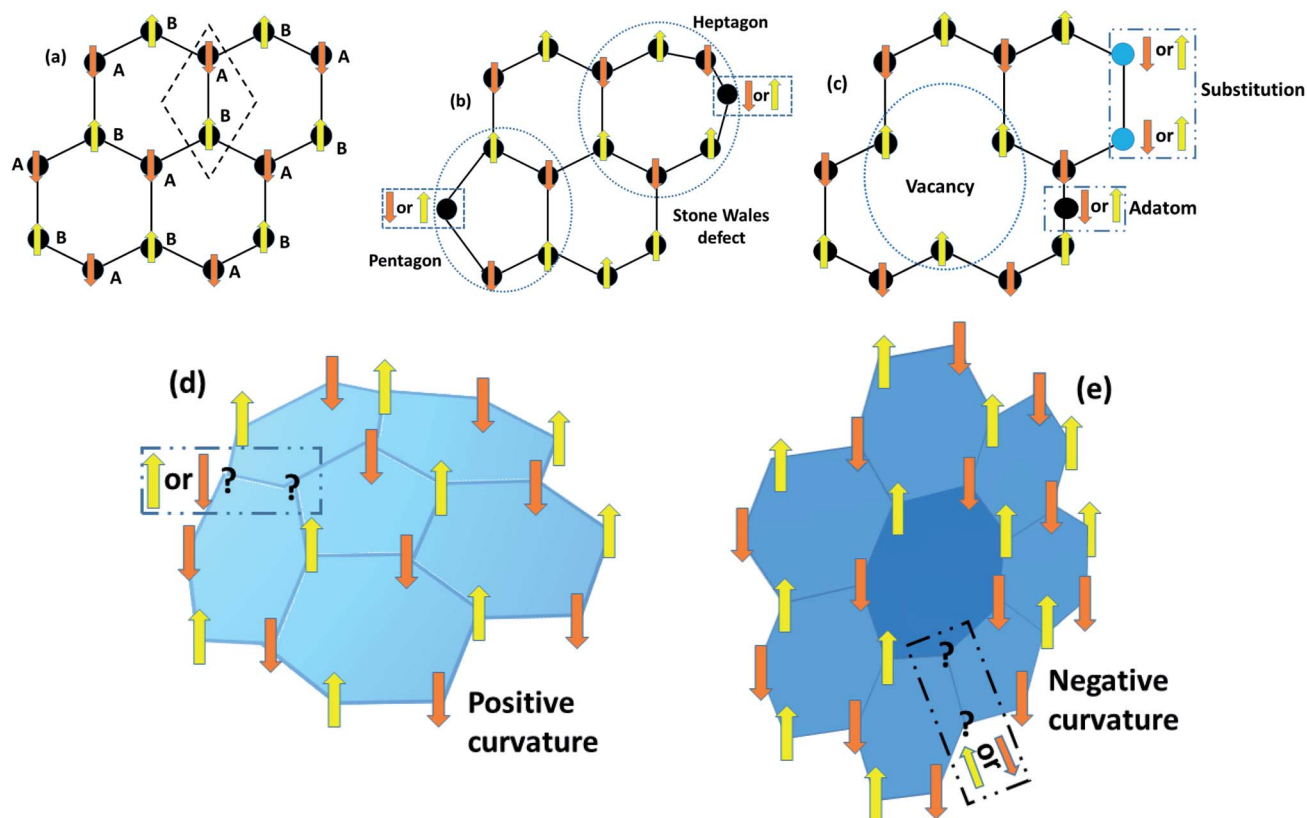 (a)
B
B
A
A
A
B
B
B
A
A
A
B
B
B
A
A
(b)
Heptagon
or
or
Pentagon
Stone Wales
defect
(c)
or
Substitution
or
Vacancy
or
Adatom
(d)
or
?
?
Positive
curvature
(e)
?
?
or
Negative
curvature